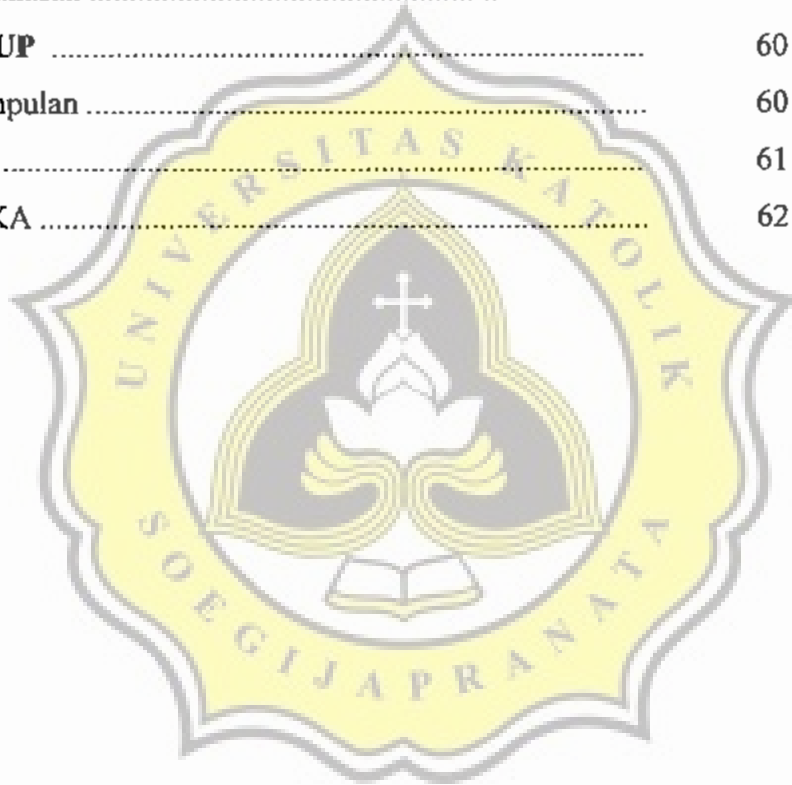 UP .......................................................... 60
npulan .......................................................... 60
.......................................................... 61
KA .......................................................... 62
UNIVERSITAS KATOLIK
SOEGIJAPRANATA